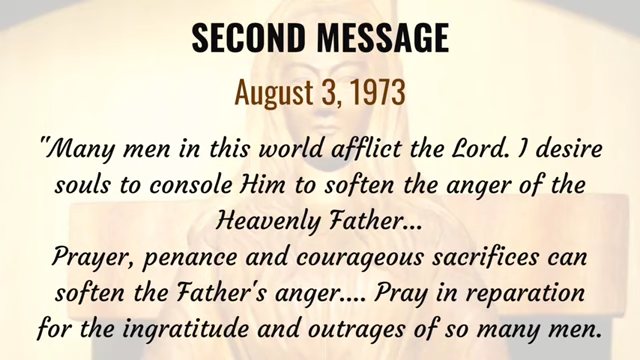 SECOND MESSAGE
August 3, 1973
"Many men in this world afflict the Lord. I desire
souls to console Him to soften the anger of the
Heavenly Father...
Prayer, penance and courageous sacrifices can
soften the Father's anger.... Pray in reparation
for the ingratitude and outrages of so many men.